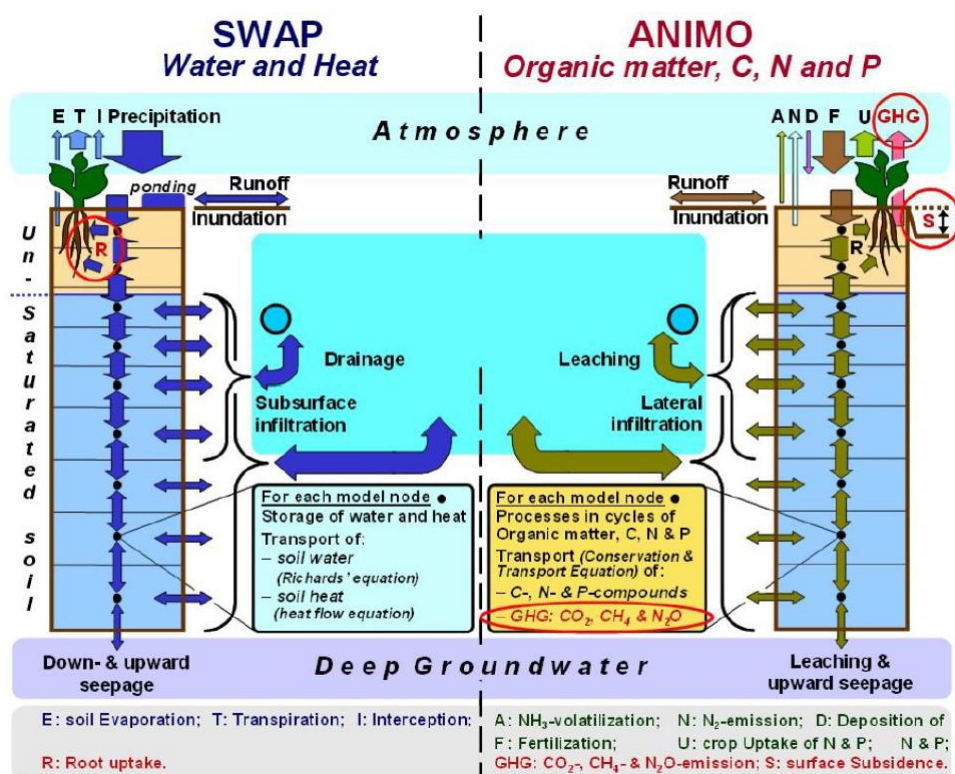 SWAP
Water and Heat
ANIMO
Organic matter, C, N and P
E T I Precipitation
Atmosphere
A N D F U GHG
ponding
Runoff
Inundation
Runoff
Inundation
S
R
R
Un-
Saturated soil
Drainage
Subsurface
infiltration
Leaching
Lateral
infiltration
For each model node ●
Storage of water and heat
Transport of:
– soil water
(Richards' equation)
– soil heat
(heat flow equation)
For each model node ●
Processes in cycles of
Organic matter, C, N & P
Transport (Conservation &
Transport Equation) of:
– C-, N- & P-compounds
– GHG: CO₂, CH₄ & N₂O
Down- & upward
seepage
Deep Groundwater
Leaching &
upward seepage
E: soil Evaporation; T: Transpiration; I: Interception;
R: Root uptake.
A: NH₃-volatilization; N: N₂-emission; D: Deposition of
F: Fertilization; U: crop Uptake of N & P; N & P;
GHG: CO₂-, CH₄- & N₂O-emission; S: surface Subsidence.